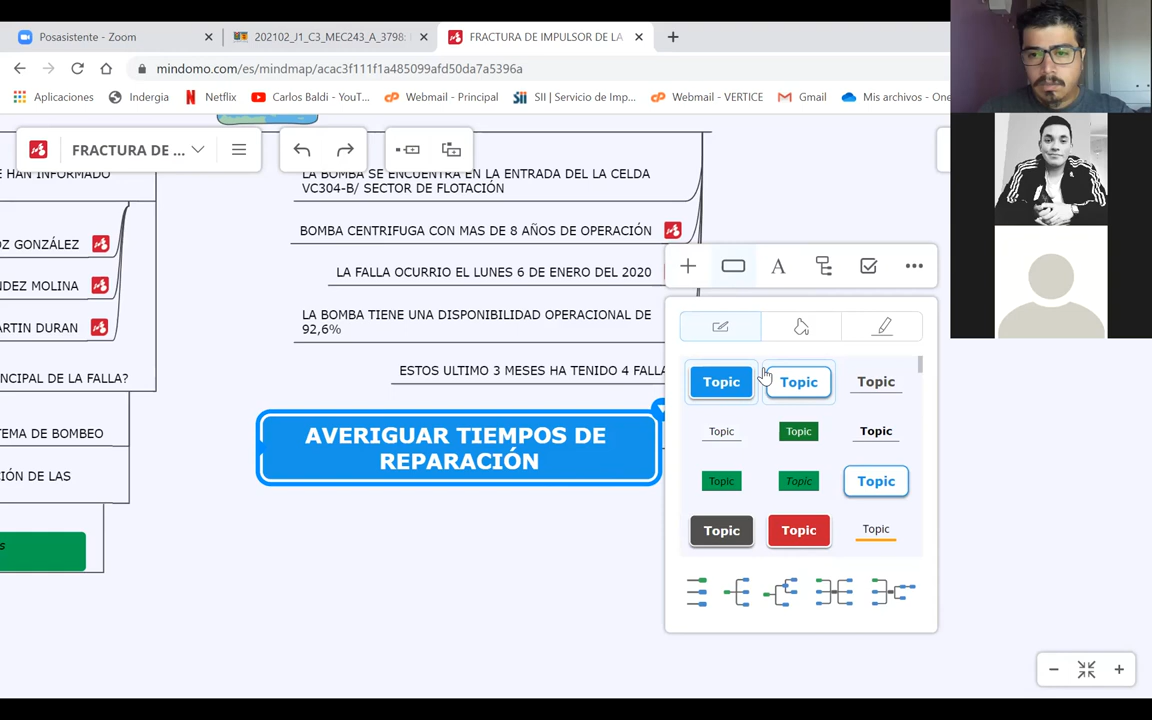 Posasistente - Zoom
202102_J1_C3_MEC243_A_3798:
FRACTURA DE IMPULSOR DE LA
mindomo.com/es/mindmap/acac3f111f1a485099afd50da7a5396a
Aplicaciones
Indergia
Netflix
Carlos Baldi - YouT...
Webmail - Principal
SII | Servicio de Imp...
Webmail - VERTICE
Gmail
Mis archivos - One
FRACTURA DE ...
E HAN INFORMADO
OZ GONZÁLEZ
NDEZ MOLINA
ARTIN DURAN
NCIPAL DE LA FALLA?
TEMA DE BOMBEO
IÓN DE LAS
s
LA BOMBA SE ENCUENTRA EN LA ENTRADA DEL LA CELDA
VC304-B/ SECTOR DE FLOTACIÓN
BOMBA CENTRIFUGA CON MAS DE 8 AÑOS DE OPERACIÓN
LA FALLA OCURRIO EL LUNES 6 DE ENERO DEL 2020
LA BOMBA TIENE UNA DISPONIBILIDAD OPERACIONAL DE
92,6%
ESTOS ULTIMO 3 MESES HA TENIDO 4 FALLA
AVERIGUAR TIEMPOS DE
REPARACIÓN
A
Topic Topic Topic
Topic Topic Topic
Topic Topic Topic
Topic Topic Topic